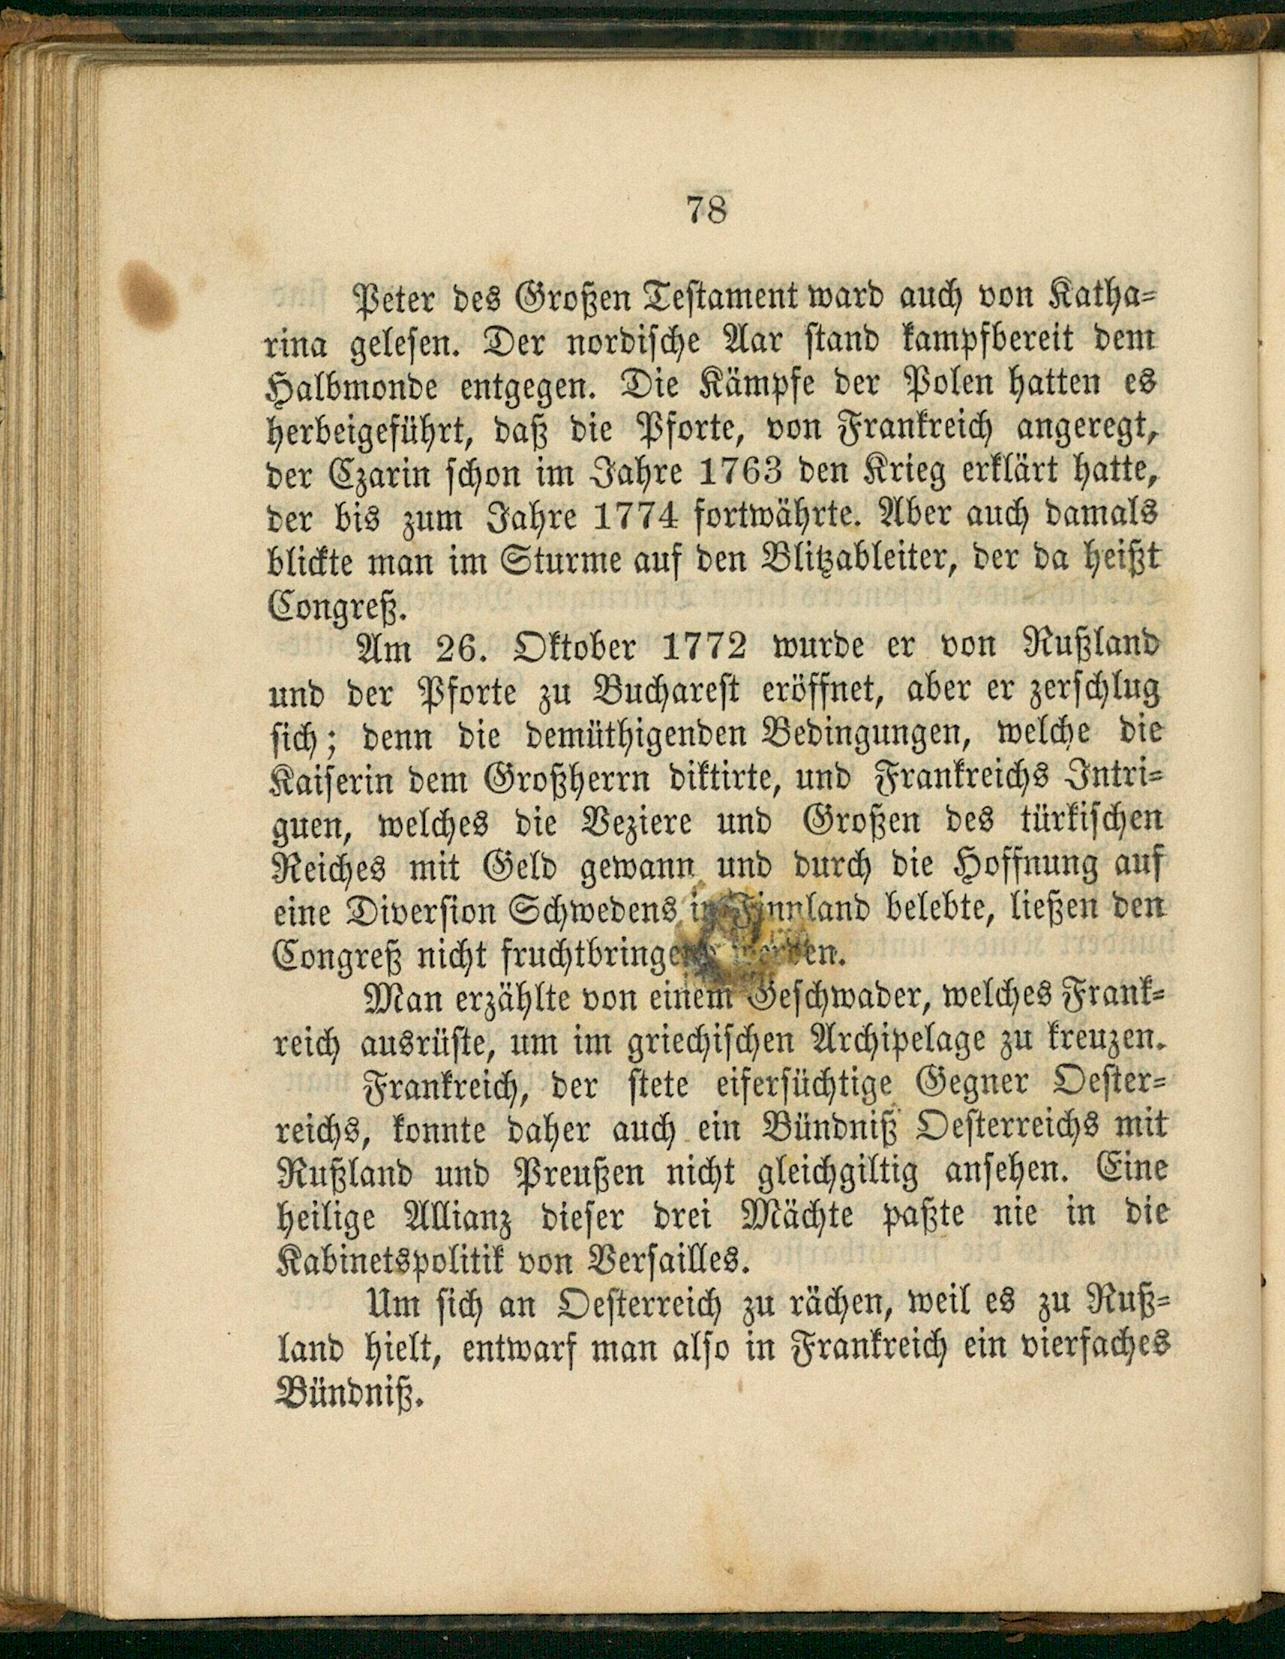 78
Peter des Großen Testament ward auch von Katha=
rina gelesen. Der nordische Aar stand kampfbereit dem
Halbmonde entgegen. Die Kämpfe der Polen hatten es
herbeigeführt, daß die Pforte, von Frankreich angeregt,
der Czarin schon im Jahre 1763 den Krieg erklärt hatte,
der bis zum Jahre 1774 fortwährte. Aber auch damals
blickte man im Sturme auf den Blitzableiter, der da heißt
Congreß.
Am 26. Oktober 1772 wurde er von Rußland
und der Pforte zu Bucharest eröffnet, aber er zerschlug
sich; denn die demüthigenden Bedingungen, welche die
Kaiserin dem Großherrn diktirte, und Frankreichs Intri=
guen, welches die Veziere und Großen des türkischen
Reiches mit Geld gewann und durch die Hoffnung auf
eine Diversion Schwedens in Finnland belebte, ließen den
Congreß nicht fruchtbringend werden.
Man erzählte von einem Geschwader, welches Frank=
reich ausrüste, um im griechischen Archipelage zu kreuzen.
Frankreich, der stete eifersüchtige Gegner Oester=
reichs, konnte daher auch ein Bündniß Oesterreichs mit
Rußland und Preußen nicht gleichgiltig ansehen. Eine
heilige Allianz dieser drei Mächte paßte nie in die
Kabinetspolitik von Versailles.
Um sich an Oesterreich zu rächen, weil es zu Ruß=
land hielt, entwarf man also in Frankreich ein vierfaches
Bündniß.